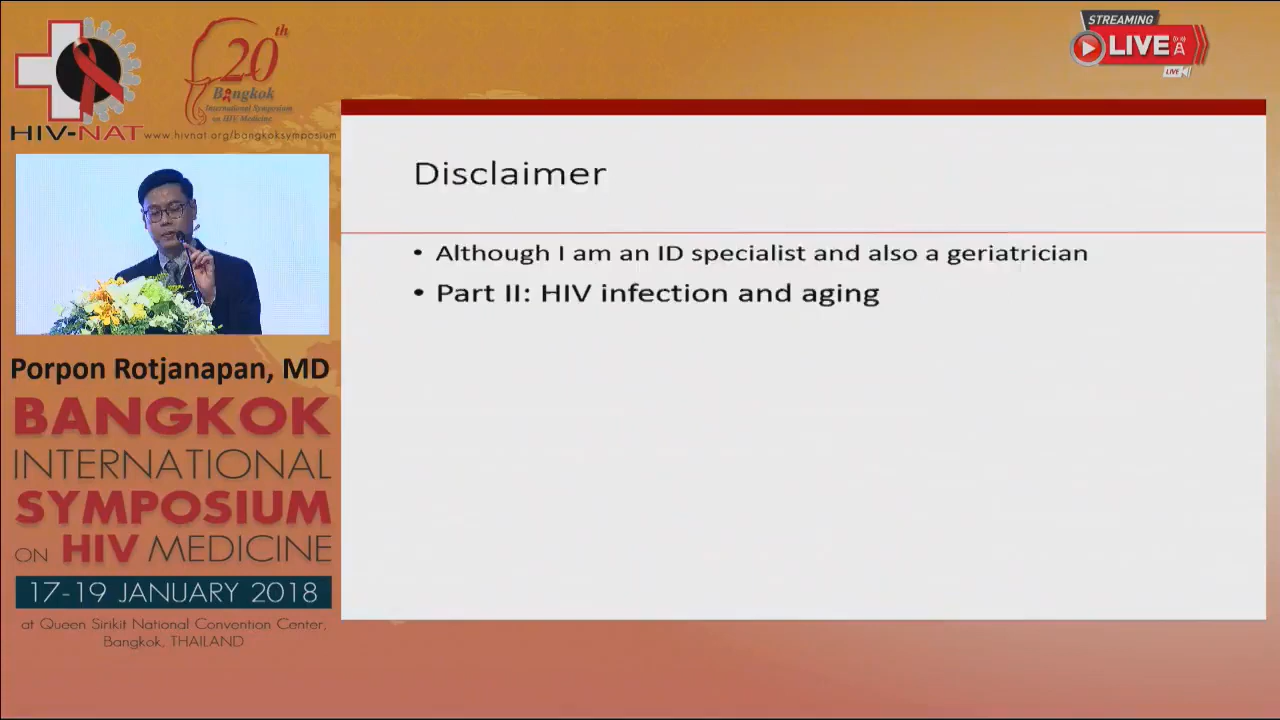 20th
Bangkok
International Symposium
on HIV Medicine
HIV-NAT www.hivnat.org/bangkoksymposium
STREAMING
LIVE
LIVE
Disclaimer
• Although I am an ID specialist and also a geriatrician
• Part II: HIV infection and aging
Porpon Rotjanapan, MD
BANGKOK
INTERNATIONAL
SYMPOSIUM
ON HIV MEDICINE
17-19 JANUARY 2018
at Queen Sirikit National Convention Center,
Bangkok, THAILAND